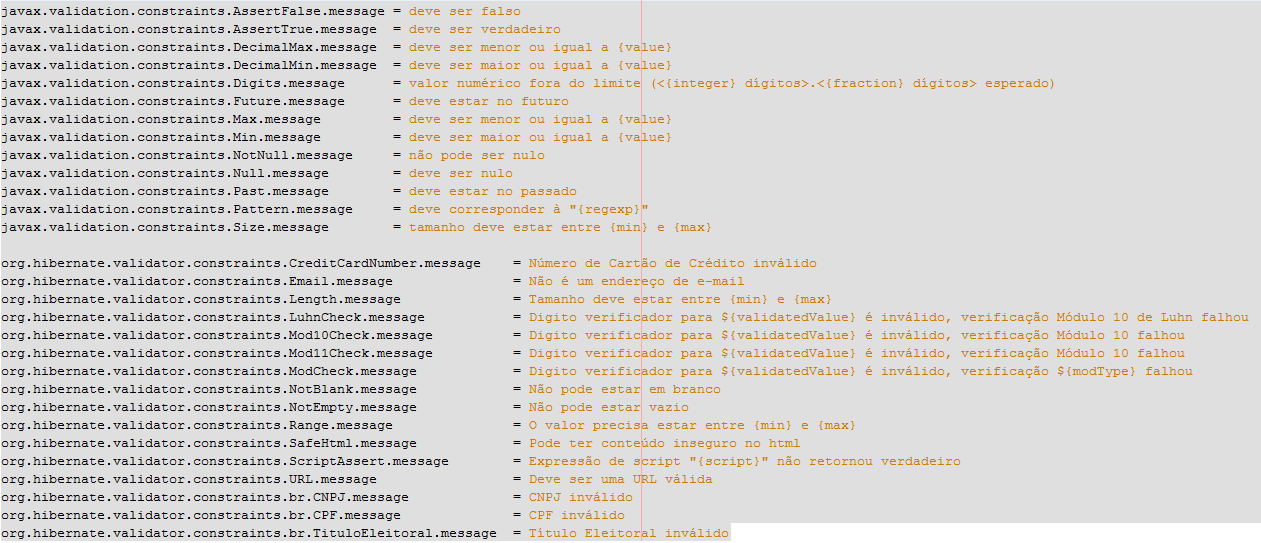 javax.validation.constraints.AssertFalse.message = deve ser falso
javax.validation.constraints.AssertTrue.message  = deve ser verdadeiro
javax.validation.constraints.DecimalMax.message  = deve ser menor ou igual a {value}
javax.validation.constraints.DecimalMin.message  = deve ser maior ou igual a {value}
javax.validation.constraints.Digits.message      = valor numérico fora do limite (<{integer} dígitos>.<{fraction} dígitos> esperado)
javax.validation.constraints.Future.message      = deve estar no futuro
javax.validation.constraints.Max.message         = deve ser menor ou igual a {value}
javax.validation.constraints.Min.message         = deve ser maior ou igual a {value}
javax.validation.constraints.NotNull.message     = não pode ser nulo
javax.validation.constraints.Null.message        = deve ser nulo
javax.validation.constraints.Past.message        = deve estar no passado
javax.validation.constraints.Pattern.message     = deve corresponder à "{regexp}"
javax.validation.constraints.Size.message        = tamanho deve estar entre {min} e {max}

org.hibernate.validator.constraints.CreditCardNumber.message    = Número de Cartão de Crédito inválido
org.hibernate.validator.constraints.Email.message               = Não é um endereço de e-mail
org.hibernate.validator.constraints.Length.message              = Tamanho deve estar entre {min} e {max}
org.hibernate.validator.constraints.LuhnCheck.message           = Digito verificador para ${validatedValue} é inválido, verificação Módulo 10 de Luhn falhou
org.hibernate.validator.constraints.Mod10Check.message          = Digito verificador para ${validatedValue} é inválido, verificação Módulo 10 falhou
org.hibernate.validator.constraints.Mod11Check.message          = Digito verificador para ${validatedValue} é inválido, verificação Módulo 10 falhou
org.hibernate.validator.constraints.ModCheck.message            = Digito verificador para ${validatedValue} é inválido, verificação ${modType} falhou
org.hibernate.validator.constraints.NotBlank.message            = Não pode estar em branco
org.hibernate.validator.constraints.NotEmpty.message            = Não pode estar vazio
org.hibernate.validator.constraints.Range.message               = O valor precisa estar entre {min} e {max}
org.hibernate.validator.constraints.SafeHtml.message            = Pode ter conteúdo inseguro no html
org.hibernate.validator.constraints.ScriptAssert.message        = Expressão de script "{script}" não retornou verdadeiro
org.hibernate.validator.constraints.URL.message                 = Deve ser uma URL válida
org.hibernate.validator.constraints.br.CNPJ.message             = CNPJ inválido
org.hibernate.validator.constraints.br.CPF.message              = CPF inválido
org.hibernate.validator.constraints.br.TituloEleitoral.message  = Título Eleitoral inválido